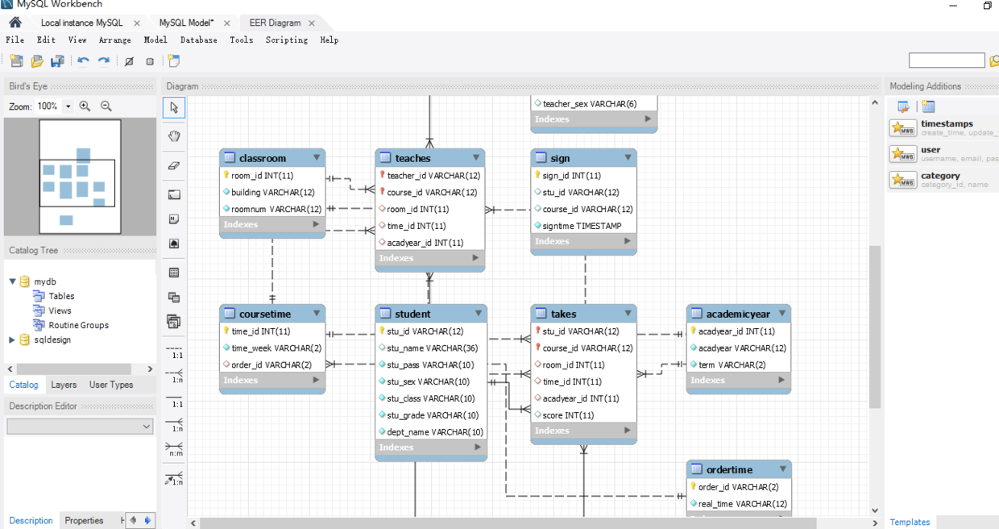 MySQL Workbench
Local instance MySQL
MySQL Model*
EER Diagram
File Edit View Arrange Model Database Tools Scripting Help
Bird's Eye
Zoom: 100%
Catalog Tree
mydb
Tables
Views
Routine Groups
sqldesign
Catalog Layers User Types
Description Editor
Description Properties H
Diagram
1:1
1:n
1:1
1:n
n:m
1:n
teacher_sex VARCHAR(6)
Indexes
classroom
room_id INT(11)
building VARCHAR(12)
roomnum VARCHAR(12)
Indexes
teaches
teacher_id VARCHAR(12)
course_id VARCHAR(12)
room_id INT(11)
time_id INT(11)
acadyear_id INT(11)
Indexes
sign
sign_id INT(11)
stu_id VARCHAR(12)
course_id VARCHAR(12)
signtime TIMESTAMP
Indexes
coursetime
time_id INT(11)
time_week VARCHAR(2)
order_id VARCHAR(2)
Indexes
student
stu_id VARCHAR(12)
stu_name VARCHAR(36)
stu_pass VARCHAR(10)
stu_sex VARCHAR(10)
stu_class VARCHAR(10)
stu_grade VARCHAR(10)
dept_name VARCHAR(10)
Indexes
takes
stu_id VARCHAR(12)
course_id VARCHAR(12)
room_id INT(11)
time_id INT(11)
acadyear_id INT(11)
score INT(11)
Indexes
academicyear
acadyear_id INT(11)
acadyear VARCHAR(12)
term VARCHAR(2)
Indexes
ordertime
order_id VARCHAR(2)
real_time VARCHAR(12)
Modeling Additions
timestamps
create_time, update_
user
username, email, pas
category
category_id, name
Templates